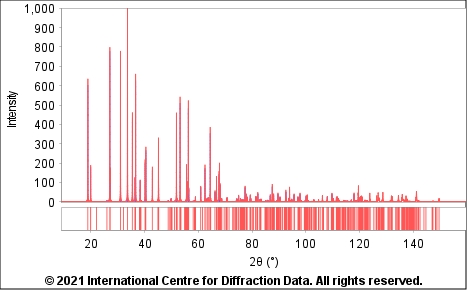 1,000
900
800
700
600
500
400
300
200
100
0
Intensity
20 40 60 80 100 120 140
2θ (°)
© 2021 International Centre for Diffraction Data. All rights reserved.